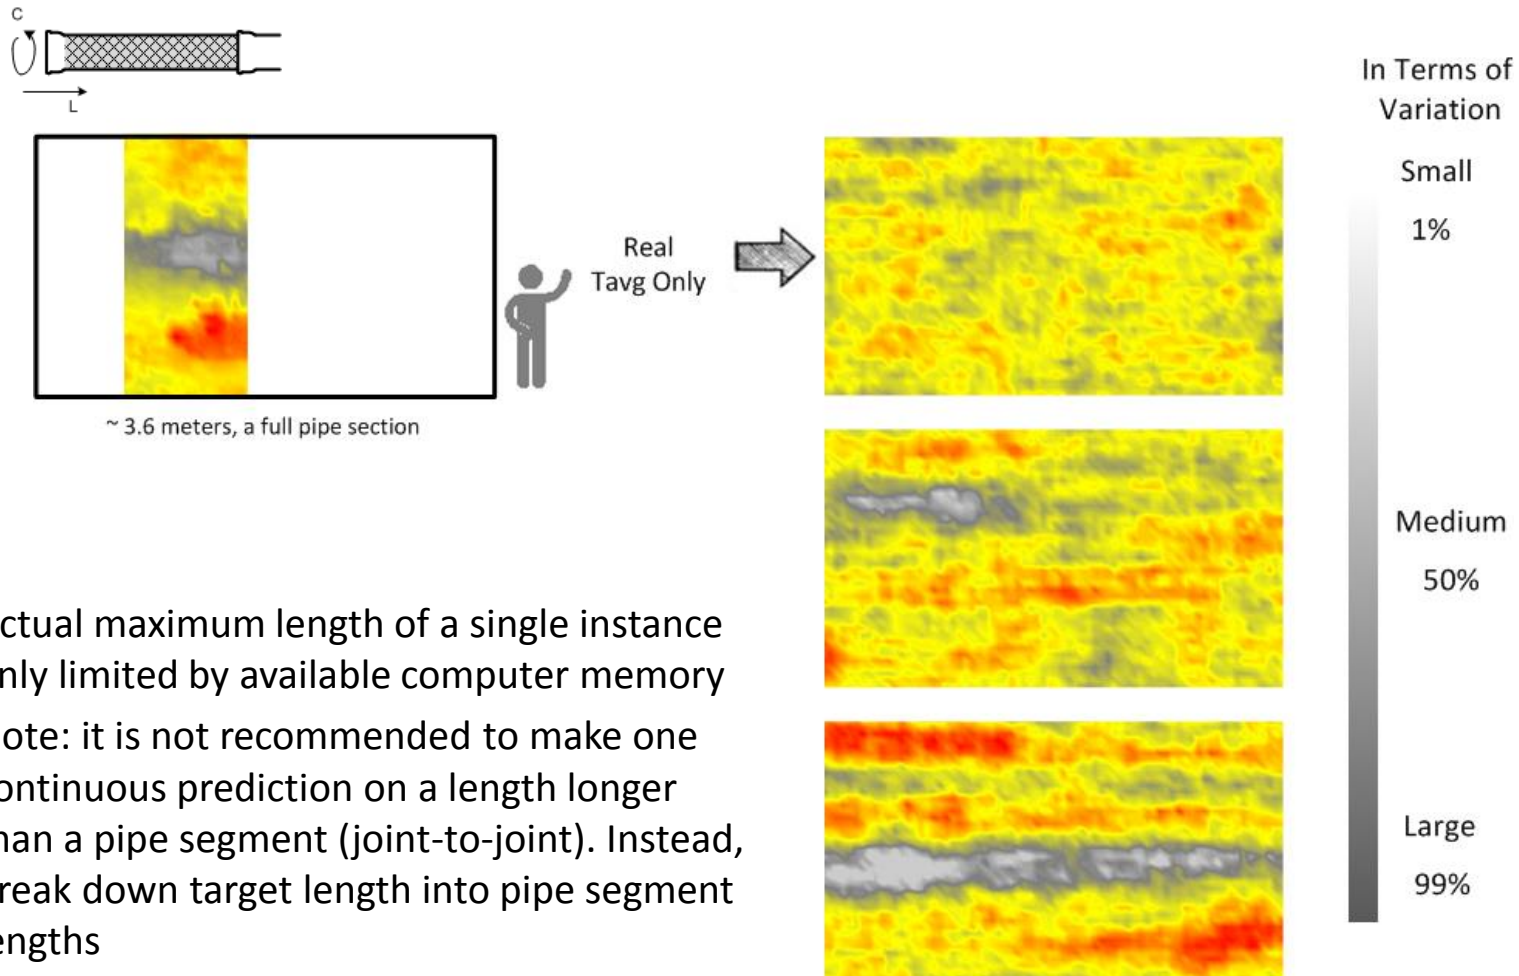 C
L
~ 3.6 meters, a full pipe section
Real
Tavg Only
In Terms of
Variation
Small
1%
Medium
50%
Large
99%
ctual maximum length of a single instance
nly limited by available computer memory
ote: it is not recommended to make one
ontinuous prediction on a length longer
han a pipe segment (joint-to-joint). Instead,
reak down target length into pipe segment
engths